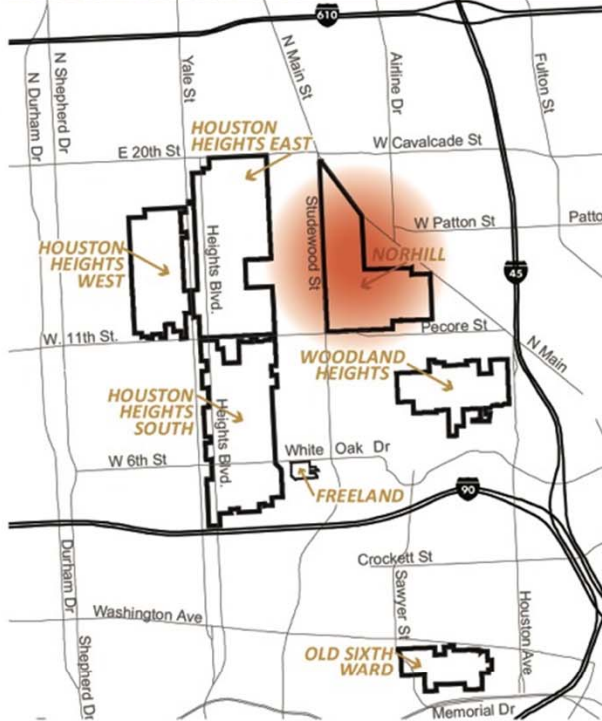 610
N Durham Dr
N Shepherd Dr
Yale St
N Main St
Airline Dr
Fulton St
HOUSTON
HEIGHTS EAST
E 20th St
W Cavalcade St
Studewood St
W Patton St
Patto
HOUSTON
HEIGHTS
WEST
Heights Blvd.
NORHILL
45
W. 11th St.
Pecore St
N Main
WOODLAND
HEIGHTS
HOUSTON
HEIGHTS
SOUTH
Heights Blvd.
White Oak Dr
W 6th St
FREELAND
90
Durham Dr
Crockett St
Sawyer St
Houston Ave
Washington Ave
Shepherd Dr
OLD SIXTH
WARD
Memorial Dr